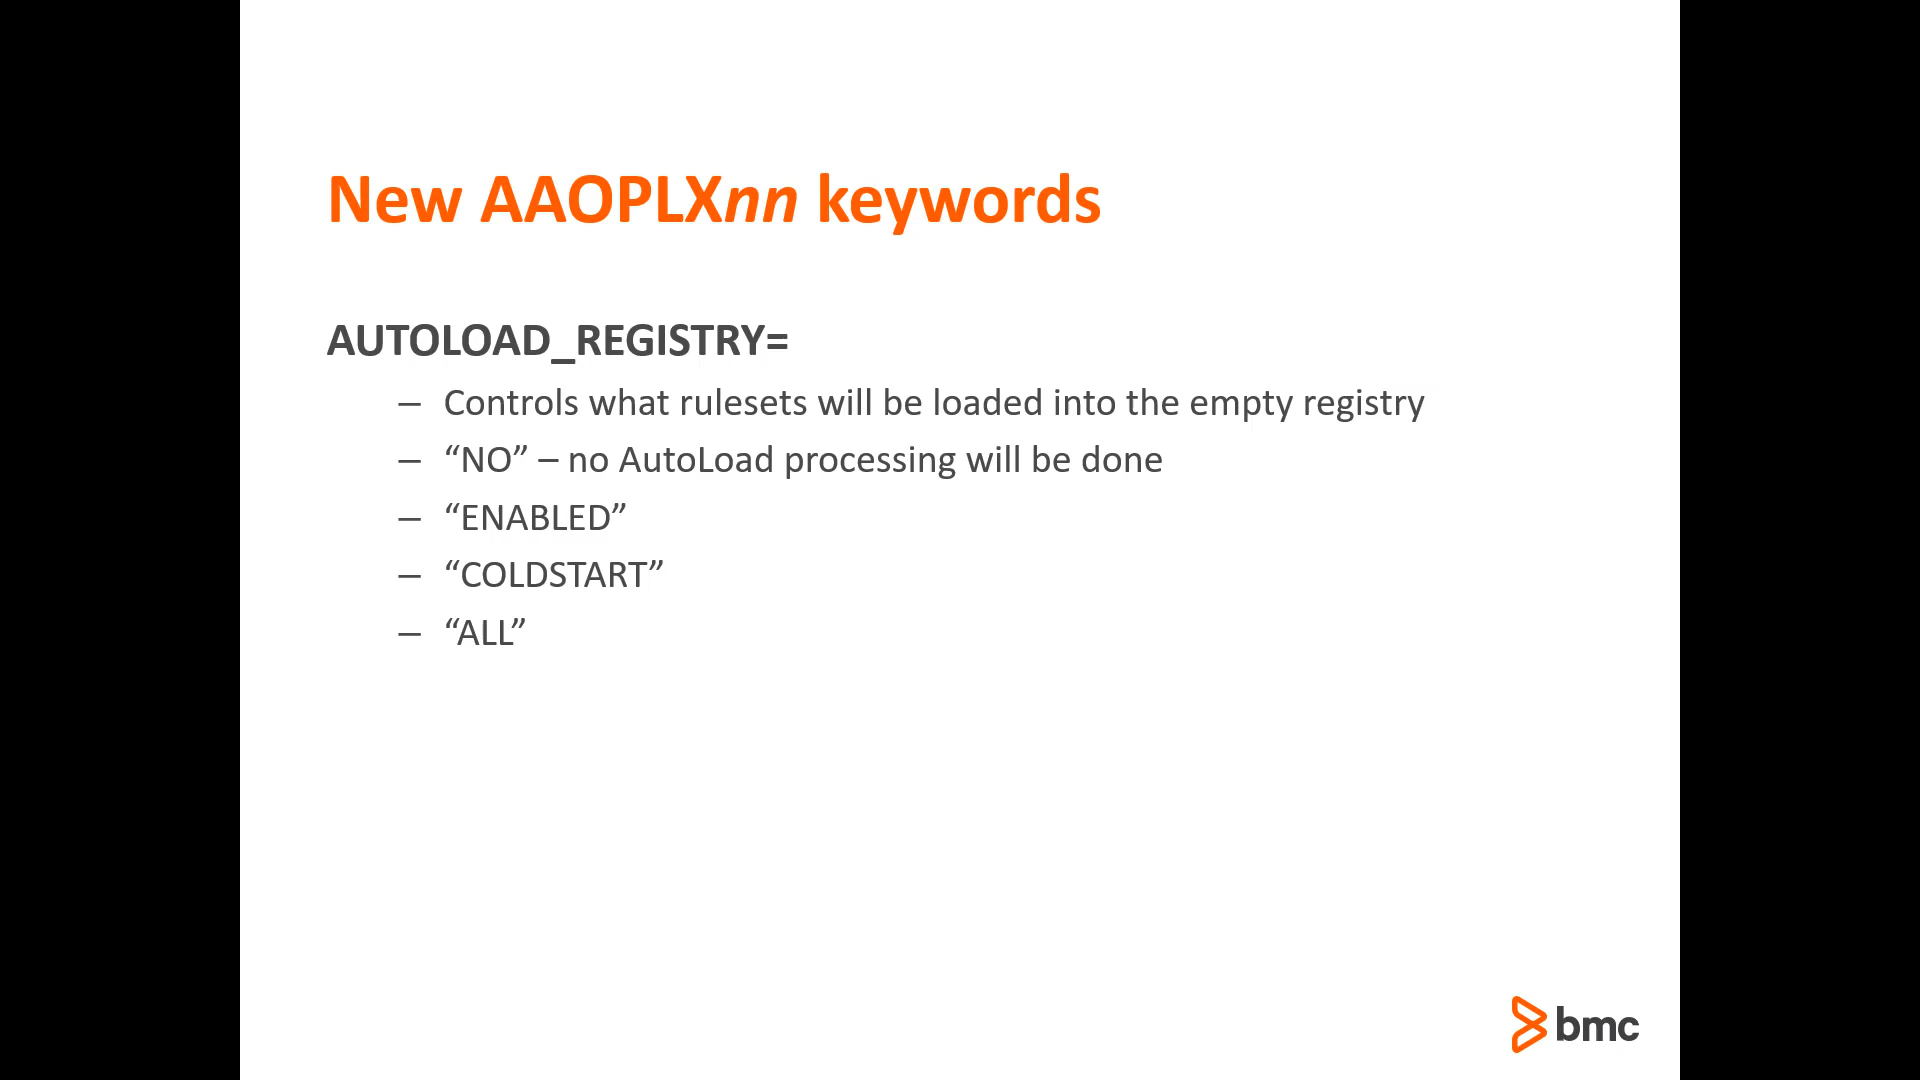 New AAOPLXnn keywords
AUTOLOAD_REGISTRY=
– Controls what rulesets will be loaded into the empty registry
– “NO” – no AutoLoad processing will be done
– “ENABLED”
– “COLDSTART”
– “ALL”
bmc